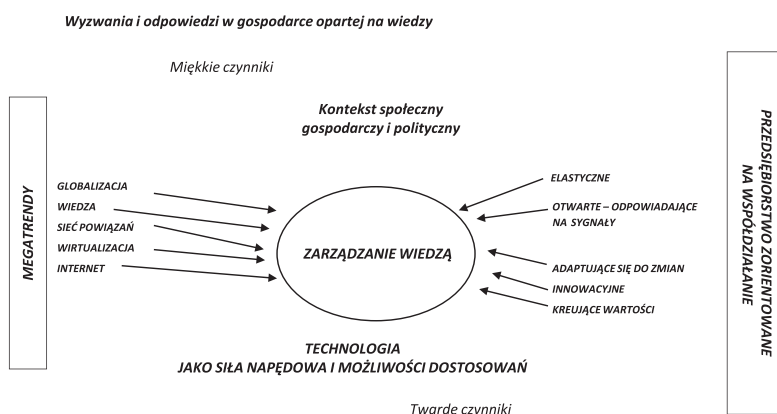 Wyzwania i odpowiedzi w gospodarce opartej na wiedzy
Miękkie czynniki
Kontekst społeczny
gospodarczy i polityczny
MEGATRENDY
GLOBALIZACJA
WIEDZA
SIEĆ POWIĄZAŃ
WIRTUALIZACJA
INTERNET
ZARZĄDZANIE WIEDZĄ
ELASTYCZNE
OTWARTE – ODPOWIADAJĄCE
NA SYGNAŁY
ADAPTUJĄCE SIĘ DO ZMIAN
INNOWACYJNE
KREUJĄCE WARTOŚCI
PRZEDSIĘBIORSTWO ZORIENTOWANE
NA WSPÓŁDZIAŁANIE
TECHNOLOGIA
JAKO SIŁA NAPĘDOWA I MOŻLIWOŚCI DOSTOSOWAŃ
Twarde czynniki